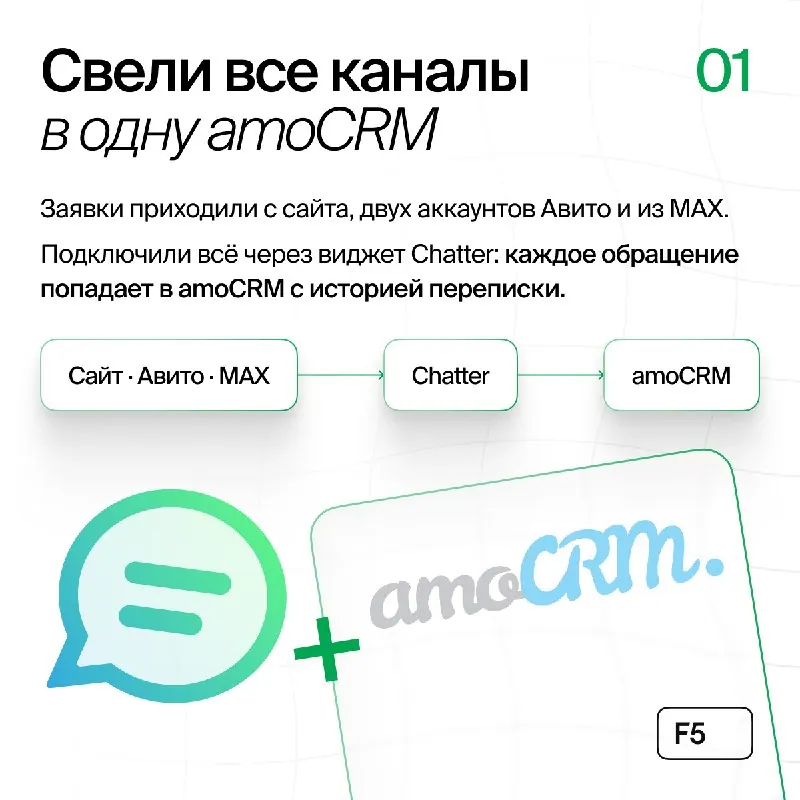 Свели все каналы
01
в одну amoCRM
Заявки приходили с сайта, двух аккаунтов Авито и из MAX.
Подключили всё через виджет Chatter: каждое обращение
попадает в amoCRM с историей переписки.
Сайт · Авито · MAX
Chatter
amoCRM
amoCRM.
F5